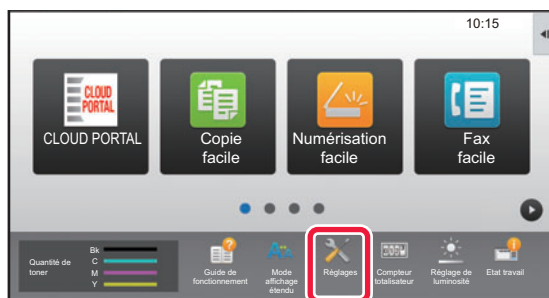 10:15
CLOUD
PORTAL
CLOUD PORTAL
Copie
facile
Numérisation
facile
Fax
facile
Quantité de
toner
Bk
C
M
Y
Guide de
fonctionnement
Mode
affichage
étendu
Réglages
Compteur
totalisateur
Réglage de
luminosité
Etat travail